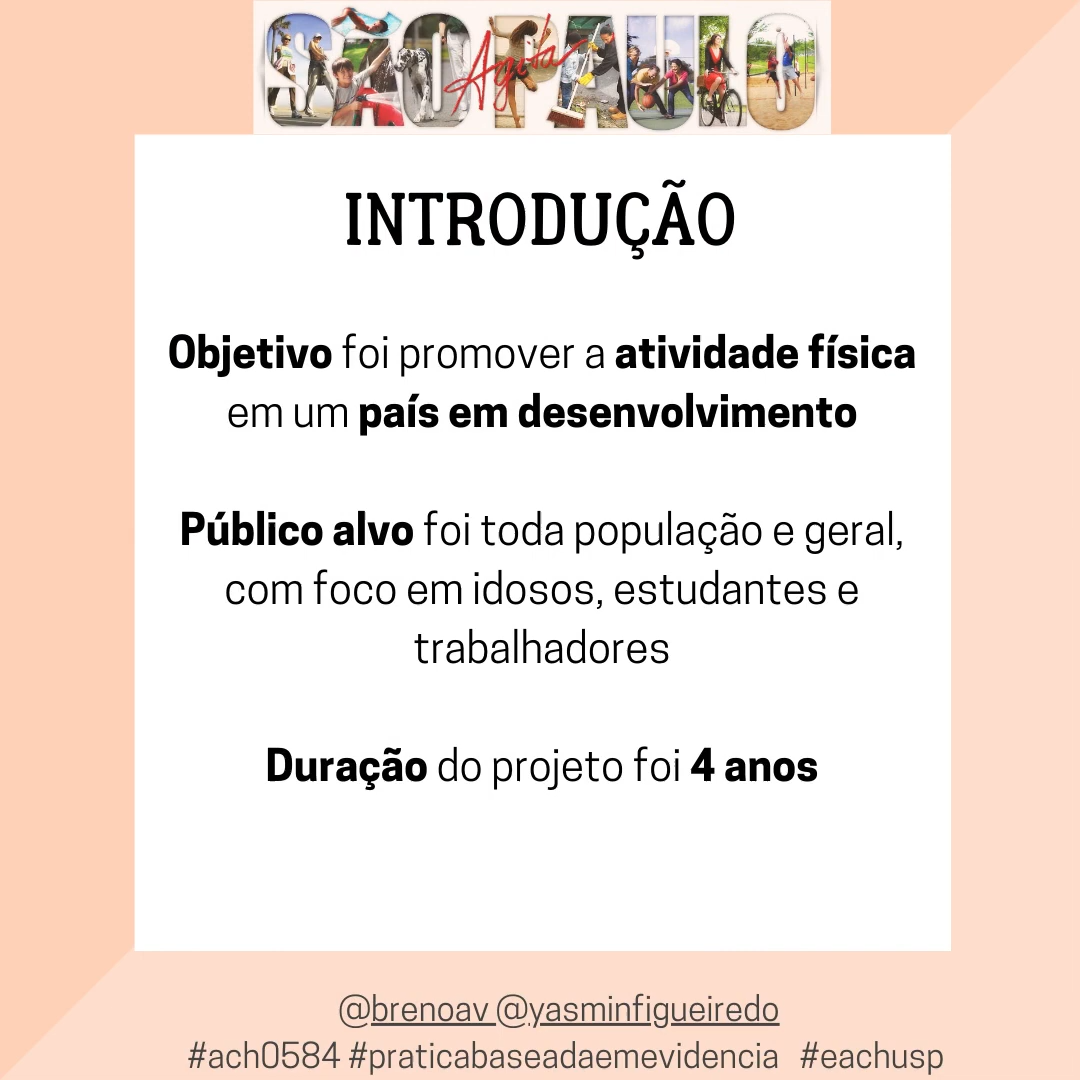 SÃO PAULO
Agita
INTRODUÇÃO
Objetivo foi promover a atividade física
em um país em desenvolvimento
Público alvo foi toda população e geral,
com foco em idosos, estudantes e
trabalhadores
Duração do projeto foi 4 anos
@brenoav @yasminfigueiredo
#ach0584 #praticabaseadaemevidencia #eachusp